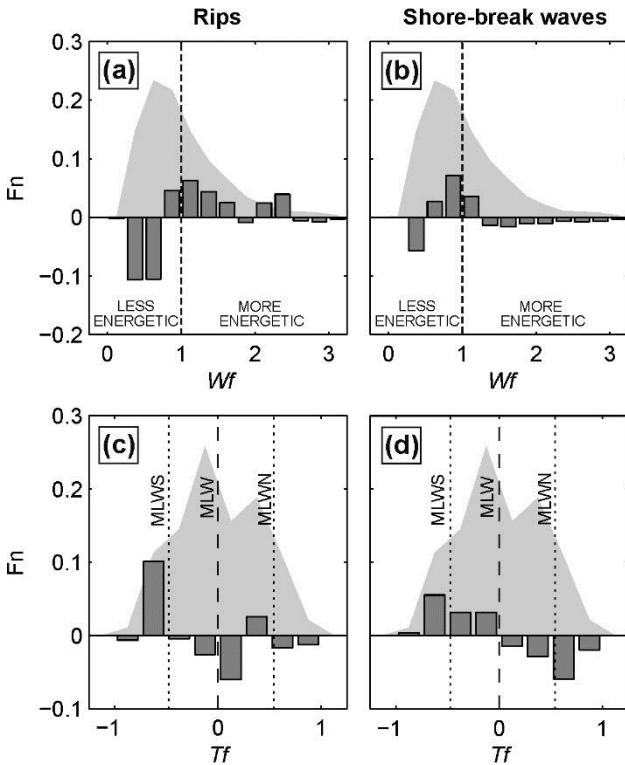 Rips
Shore-break waves
0.3
0.2
0.1
0
−0.1
−0.2
Fn
(a)
LESS
ENERGETIC
MORE
ENERGETIC
0 1 2 3
Wf
(b)
LESS
ENERGETIC
MORE
ENERGETIC
0 1 2 3
Wf
0.3
0.2
0.1
0
−0.1
Fn
(c)
MLWS
MLW
MLWN
−1 0 1
Tf
(d)
MLWS
MLW
MLWN
−1 0 1
Tf